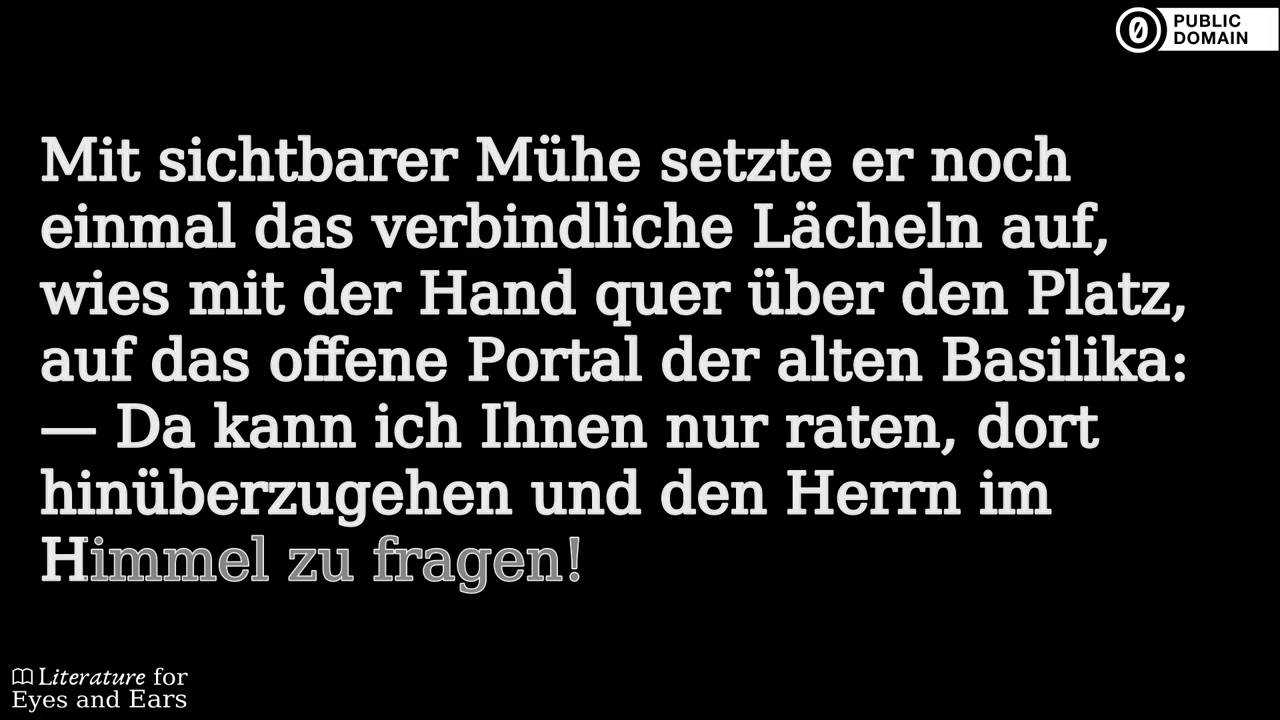 PUBLIC
DOMAIN
Mit sichtbarer Mühe setzte er noch
einmal das verbindliche Lächeln auf,
wies mit der Hand quer über den Platz,
auf das offene Portal der alten Basilika:
— Da kann ich Ihnen nur raten, dort
hinüberzugehen und den Herrn im
Himmel zu fragen!
Literature for
Eyes and Ears